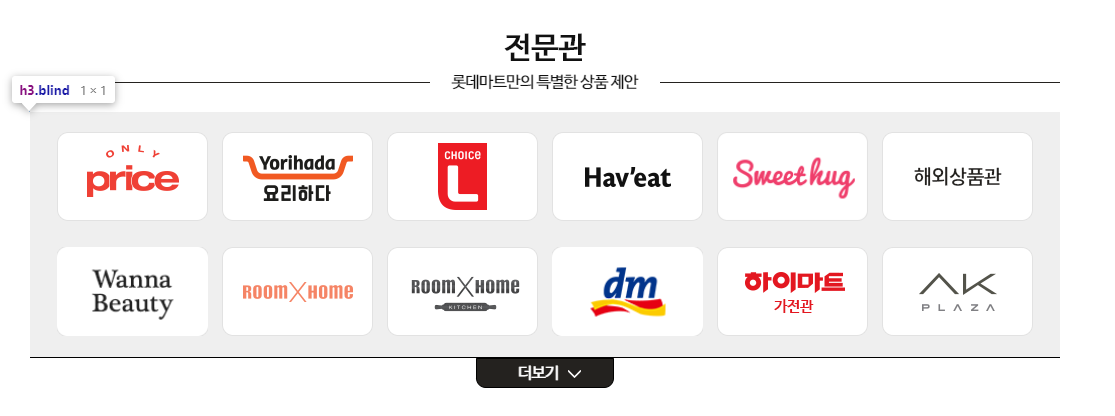 전문관
롯데마트만의 특별한 상품 제안
h3.blind 1 × 1
ONLY
price
Yorihada
요리하다
CHOICE
L
Hav'eat
Sweet hug
해외상품관
Wanna
Beauty
ROOM X HOME
ROOM X HOME
KITCHEN
dm
하이마트
가전관
AK
PLAZA
더보기